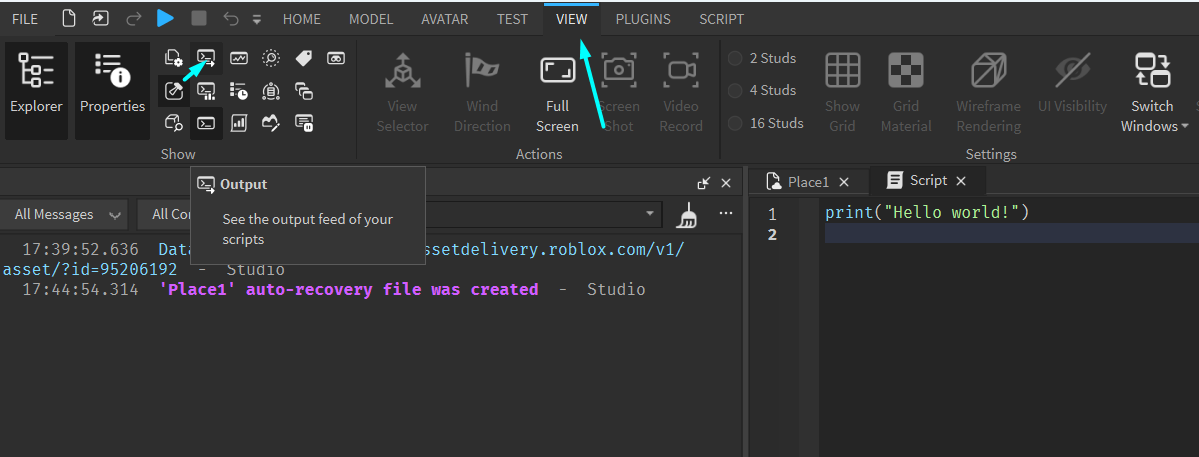 FILE HOME MODEL AVATAR TEST VIEW PLUGINS SCRIPT
Explorer
Properties
Show
View
Selector
Wind
Direction
Full
Screen
Screen
Shot
Video
Record
Actions
2 Studs
4 Studs
16 Studs
Show
Grid
Grid
Material
Wireframe
Rendering
UI Visibility
Switch
Windows
Settings
Output
See the output feed of your
scripts
All Messages
All Con
17:39:52.636 Data ssetdelivery.roblox.com/v1/
asset/?id=95206192 - Studio
17:44:54.314 'Place1' auto-recovery file was created - Studio
Place1 Script
1 print("Hello world!")
2